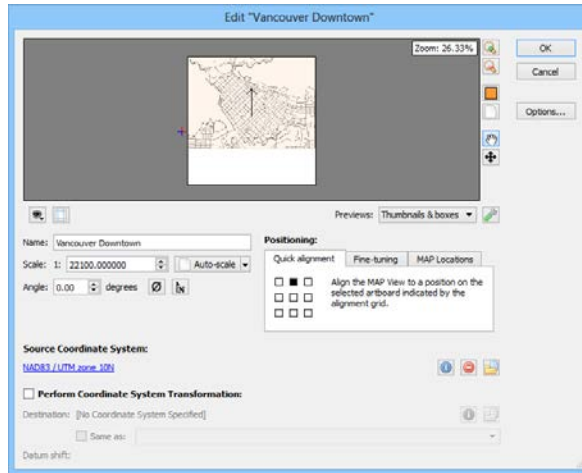 Edit "Vancouver Downtown"
Zoom: 26.33%
OK
Cancel
Options...
Previews: Thumbnails & boxes
Name: Vancouver Downtown
Scale: 1: 22100.000000 Auto-scale
Angle: 0.00 degrees
Positioning:
Quick alignment Fine-tuning MAP Locations
Align the MAP View to a position on the
selected artboard indicated by the
alignment grid.
Source Coordinate System:
NAD83 / UTM zone 10N
Perform Coordinate System Transformation:
Destination: [No Coordinate System Specified]
Same as:
Datum shift: